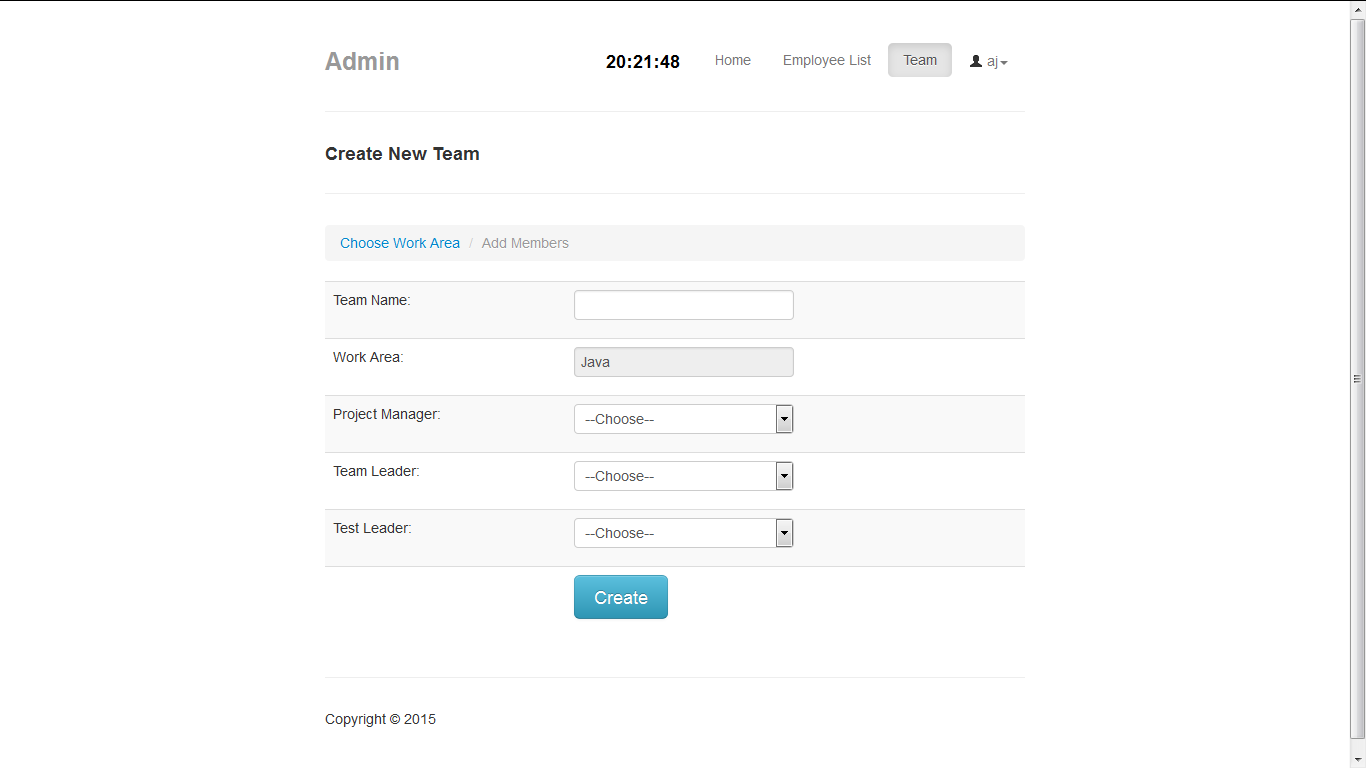 Admin 20:21:48 Home Employee List Team aj
Create New Team
Choose Work Area / Add Members
Team Name:
Work Area: Java
Project Manager: --Choose--
Team Leader: --Choose--
Test Leader: --Choose--
Create
Copyright © 2015